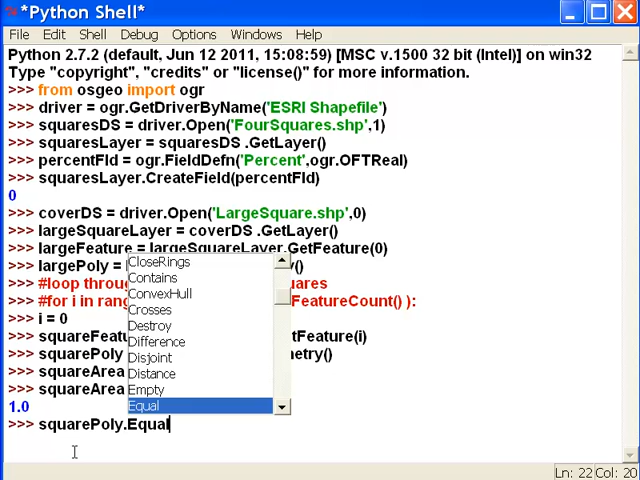 *Python Shell*
File Edit Shell Debug Options Windows Help
Python 2.7.2 (default, Jun 12 2011, 15:08:59) [MSC v.1500 32 bit (Intel)] on win32
Type "copyright", "credits" or "license()" for more information.
>>> from osgeo import ogr
>>> driver = ogr.GetDriverByName('ESRI Shapefile')
>>> squaresDS = driver.Open('FourSquares.shp',1)
>>> squaresLayer = squaresDS .GetLayer()
>>> percentFld = ogr.FieldDefn('Percent',ogr.OFTReal)
>>> squaresLayer.CreateField(percentFld)
0
>>> coverDS = driver.Open('LargeSquare.shp',0)
>>> largeSquareLayer = coverDS .GetLayer()
>>> largeFeature = largeSquareLayer.GetFeature(0)
>>> largePoly = y()
>>> #loop throug quares
>>> #for i in rang FeatureCount() ):
>>> i = 0
>>> squareFeatu tFeature(i)
>>> squarePoly metry()
>>> squareArea
>>> squareArea
1.0
>>> squarePoly.Equal
CloseRings
Contains
ConvexHull
Crosses
Destroy
Difference
Disjoint
Distance
Empty
Equal
Ln: 22 Col: 20